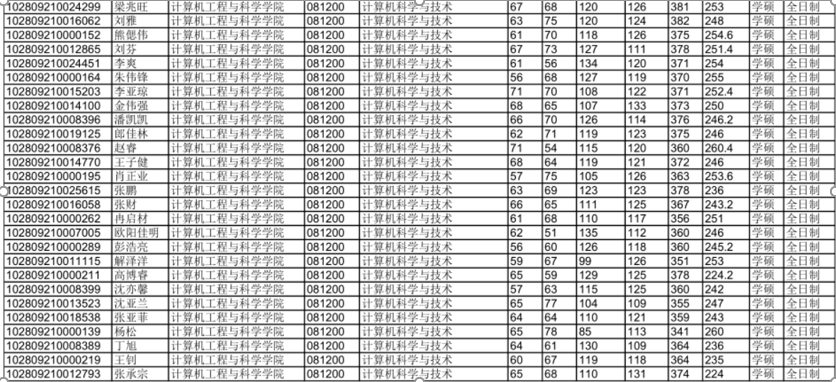 102809210024299 梁兆旺 计算机工程与科学学院 081200 计算机科学与技术 67 68 120 126 381 253 学硕 全日制
102809210016062 刘雅 计算机工程与科学学院 081200 计算机科学与技术 63 75 120 124 382 248 学硕 全日制
102809210000152 熊偲伟 计算机工程与科学学院 081200 计算机科学与技术 61 70 118 126 375 254.6 学硕 全日制
102809210012865 刘芬 计算机工程与科学学院 081200 计算机科学与技术 67 73 127 111 378 251.4 学硕 全日制
102809210024451 李爽 计算机工程与科学学院 081200 计算机科学与技术 61 56 134 120 371 254 学硕 全日制
102809210000164 朱伟锋 计算机工程与科学学院 081200 计算机科学与技术 56 68 127 119 370 255 学硕 全日制
102809210015203 李亚琼 计算机工程与科学学院 081200 计算机科学与技术 71 70 108 122 371 252.4 学硕 全日制
102809210014100 金伟强 计算机工程与科学学院 081200 计算机科学与技术 68 65 107 133 373 250 学硕 全日制
102809210008396 潘凯凯 计算机工程与科学学院 081200 计算机科学与技术 66 70 126 114 376 246.2 学硕 全日制
102809210019125 郎佳林 计算机工程与科学学院 081200 计算机科学与技术 62 71 119 123 375 246 学硕 全日制
102809210008376 赵睿 计算机工程与科学学院 081200 计算机科学与技术 71 54 115 120 360 260.4 学硕 全日制
102809210014770 王子健 计算机工程与科学学院 081200 计算机科学与技术 68 64 119 121 372 246 学硕 全日制
102809210000195 肖正业 计算机工程与科学学院 081200 计算机科学与技术 57 75 105 126 363 253.6 学硕 全日制
102809210025615 张鹏 计算机工程与科学学院 081200 计算机科学与技术 63 69 123 123 378 236 学硕 全日制
102809210016058 张财 计算机工程与科学学院 081200 计算机科学与技术 66 65 111 125 367 243.2 学硕 全日制
102809210000262 冉启材 计算机工程与科学学院 081200 计算机科学与技术 61 68 110 117 356 251 学硕 全日制
102809210007005 欧阳佳明 计算机工程与科学学院 081200 计算机科学与技术 62 51 135 112 360 246 学硕 全日制
102809210000289 彭浩亮 计算机工程与科学学院 081200 计算机科学与技术 56 60 126 118 360 245.2 学硕 全日制
102809210011115 解泽洋 计算机工程与科学学院 081200 计算机科学与技术 59 67 99 126 351 253 学硕 全日制
102809210000211 高博睿 计算机工程与科学学院 081200 计算机科学与技术 65 59 129 125 378 224.2 学硕 全日制
102809210008399 沈亦馨 计算机工程与科学学院 081200 计算机科学与技术 57 63 115 125 360 242 学硕 全日制
102809210013523 沈亚兰 计算机工程与科学学院 081200 计算机科学与技术 65 77 104 109 355 247 学硕 全日制
102809210018538 张亚菲 计算机工程与科学学院 081200 计算机科学与技术 64 64 110 121 359 243 学硕 全日制
102809210000139 杨松 计算机工程与科学学院 081200 计算机科学与技术 65 78 85 113 341 260 学硕 全日制
102809210008389 丁旭 计算机工程与科学学院 081200 计算机科学与技术 64 61 130 109 364 236 学硕 全日制
102809210000219 王钊 计算机工程与科学学院 081200 计算机科学与技术 60 67 119 118 364 235 学硕 全日制
102809210012793 张承宗 计算机工程与科学学院 081200 计算机科学与技术 65 68 110 131 374 224 学硕 全日制